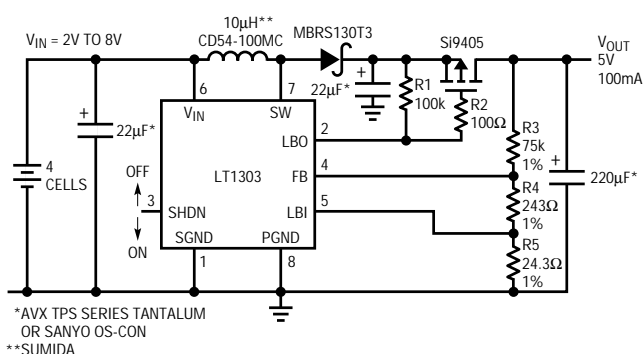 10µH**
CD54-100MC
MBRS130T3
Si9405
V_IN = 2V TO 8V
V_OUT
5V
100mA
6
7
V_IN
SW
+
22µF*
+
22µF*
R1
100k
R2
100Ω
LBO
2
R3
75k
1%
+
220µF*
4
CELLS
OFF
ON
3
SHDN
LT1303
FB
4
R4
243Ω
1%
LBI
5
R5
24.3Ω
1%
SGND
PGND
1
8
*AVX TPS SERIES TANTALUM
OR SANYO OS-CON
**SUMIDA